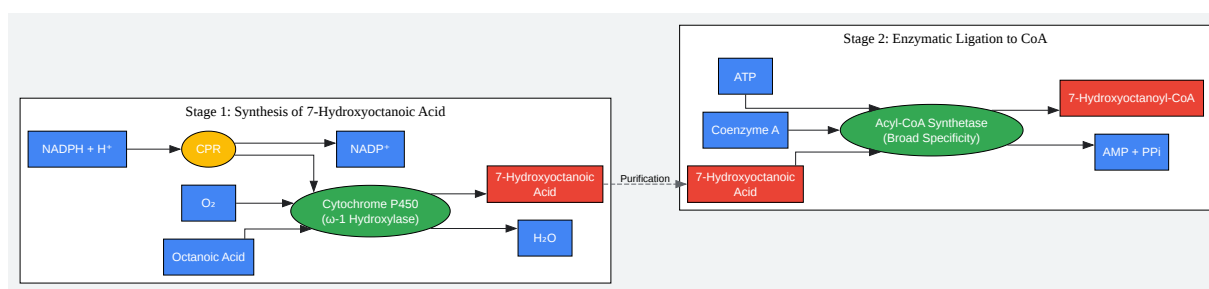 Stage 1: Synthesis of 7-Hydroxyoctanoic Acid
NADPH + H⁺
CPR
NADP⁺
O₂
Cytochrome P450
(ω-1 Hydroxylase)
Octanoic Acid
7-Hydroxyoctanoic
Acid
H₂O
Purification
Stage 2: Enzymatic Ligation to CoA
ATP
Coenzyme A
7-Hydroxyoctanoic
Acid
Acyl-CoA Synthetase
(Broad Specificity)
7-Hydroxyoctanoyl-CoA
AMP + PPi